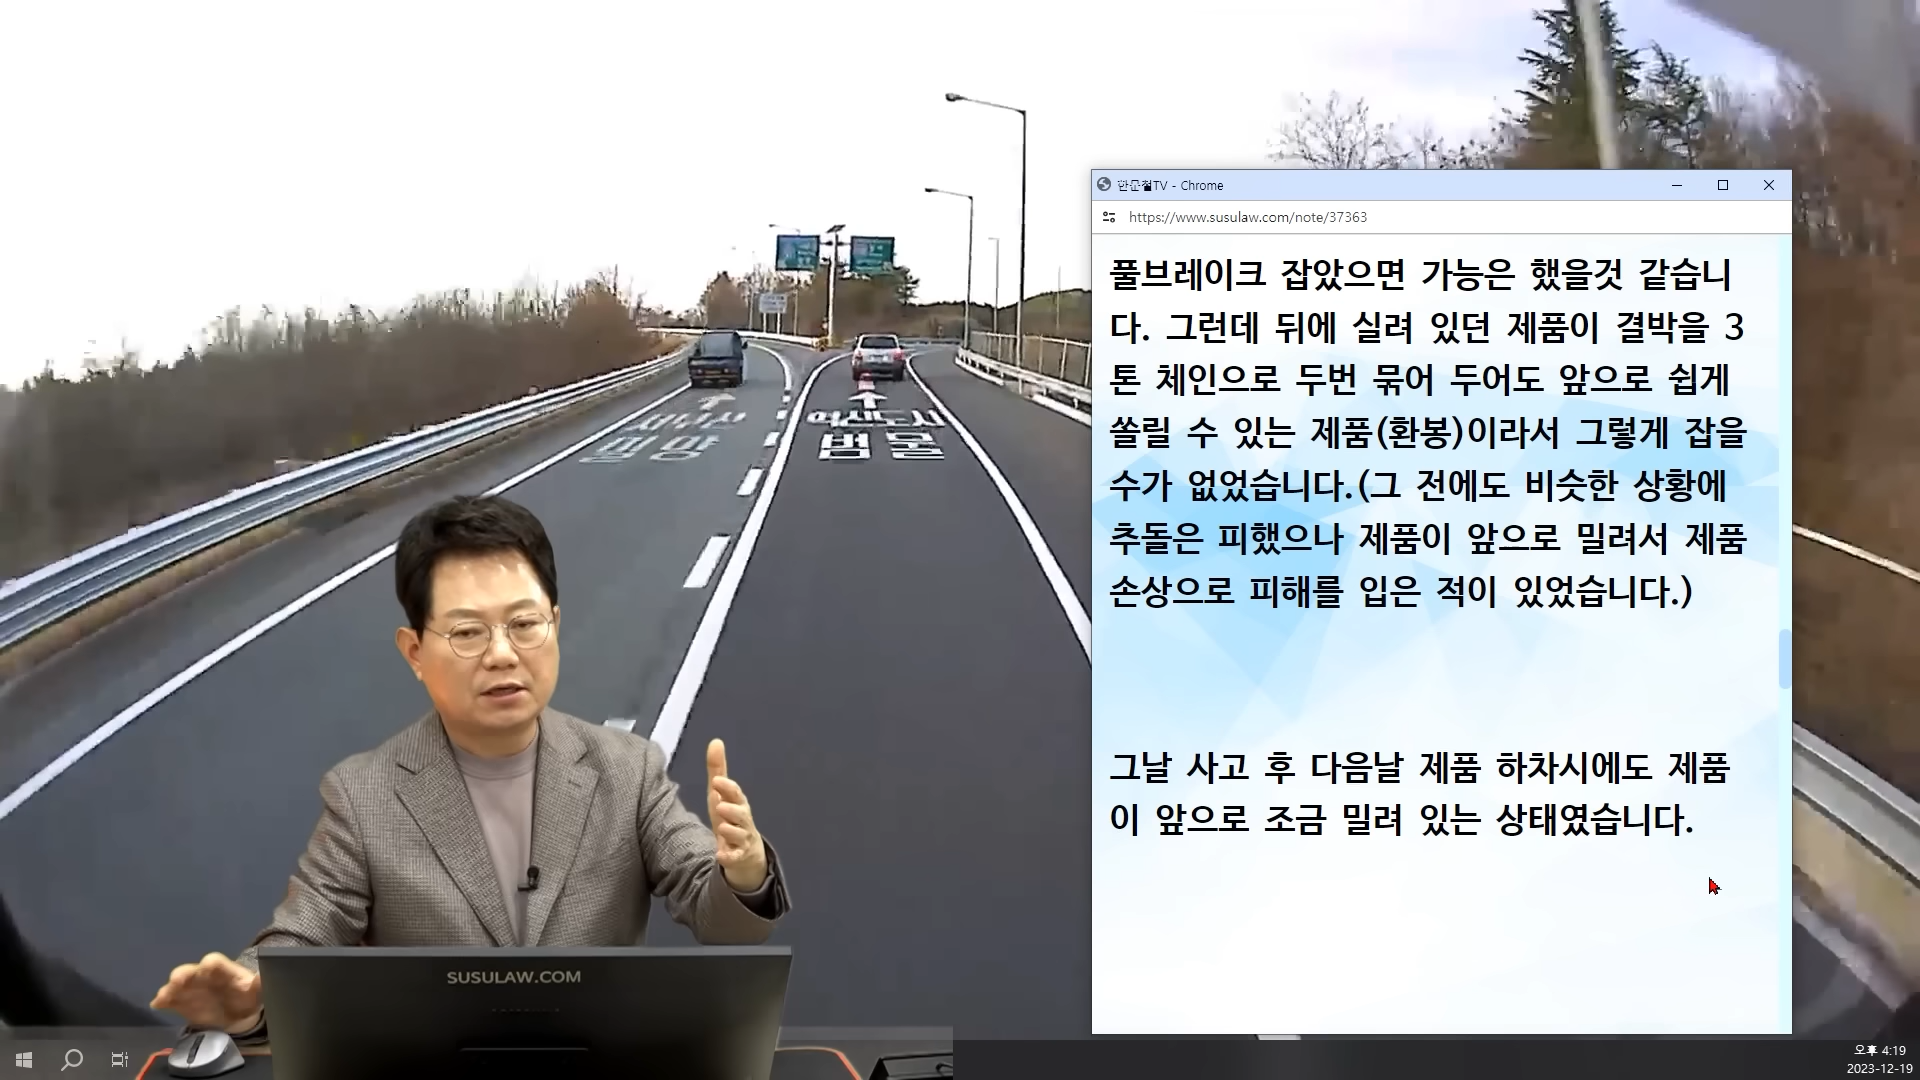 한문철TV - Chrome
https://www.susulaw.com/note/37363
풀브레이크 잡았으면 가능은 했을것 같습니
다. 그런데 뒤에 실려 있던 제품이 결박을 3
톤 체인으로 두번 묶어 두어도 앞으로 쉽게
쏠릴 수 있는 제품(환봉)이라서 그렇게 잡을
수가 없었습니다.(그 전에도 비슷한 상황에
추돌은 피했으나 제품이 앞으로 밀려서 제품
손상으로 피해를 입은 적이 있었습니다.)
그날 사고 후 다음날 제품 하차시에도 제품
이 앞으로 조금 밀려 있는 상태였습니다.
SUSULAW.COM
오후 4:19
2023-12-19